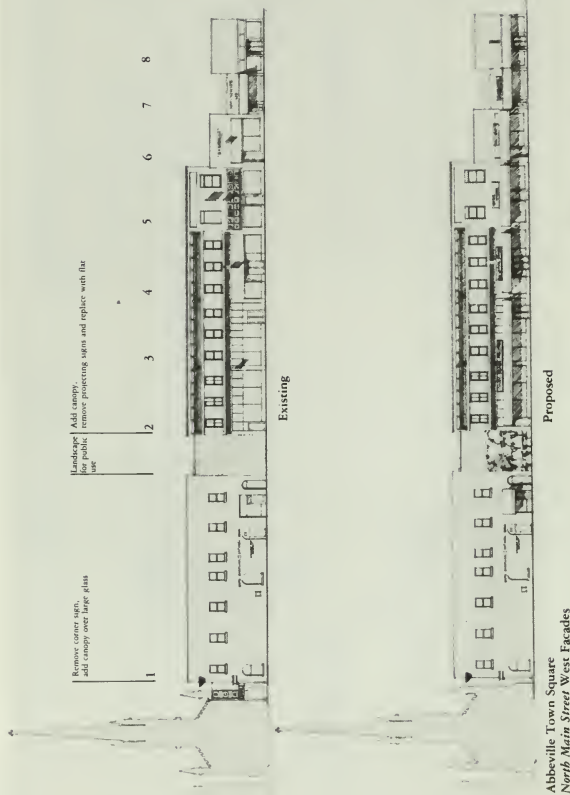 Remove corner sign,
add canopy over large glass
Landscape
for public
use
Add canopy,
remove projecting signs and replace with flat
1 2 3 4 5 6 7 8
Existing
Proposed
Abbeville Town Square
North Main Street West Facades